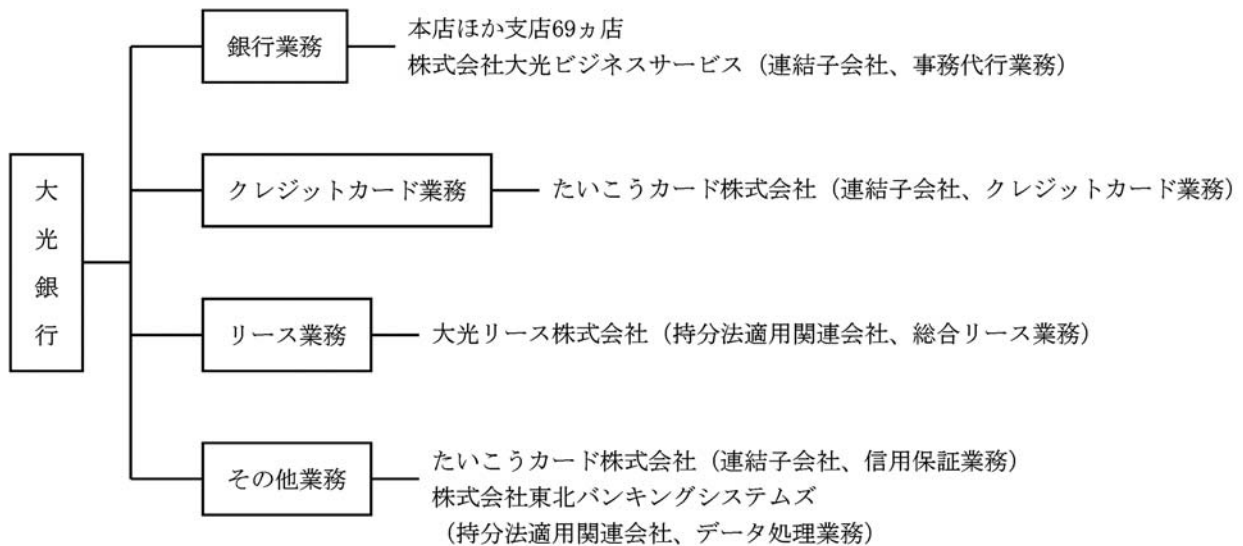 大光銀行
銀行業務
本店ほか支店69ヵ店
株式会社大光ビジネスサービス（連結子会社、事務代行業務）
クレジットカード業務
たいこうカード株式会社（連結子会社、クレジットカード業務）
リース業務
大光リース株式会社（持分法適用関連会社、総合リース業務）
その他業務
たいこうカード株式会社（連結子会社、信用保証業務）
株式会社東北バンキングシステムズ
（持分法適用関連会社、データ処理業務）